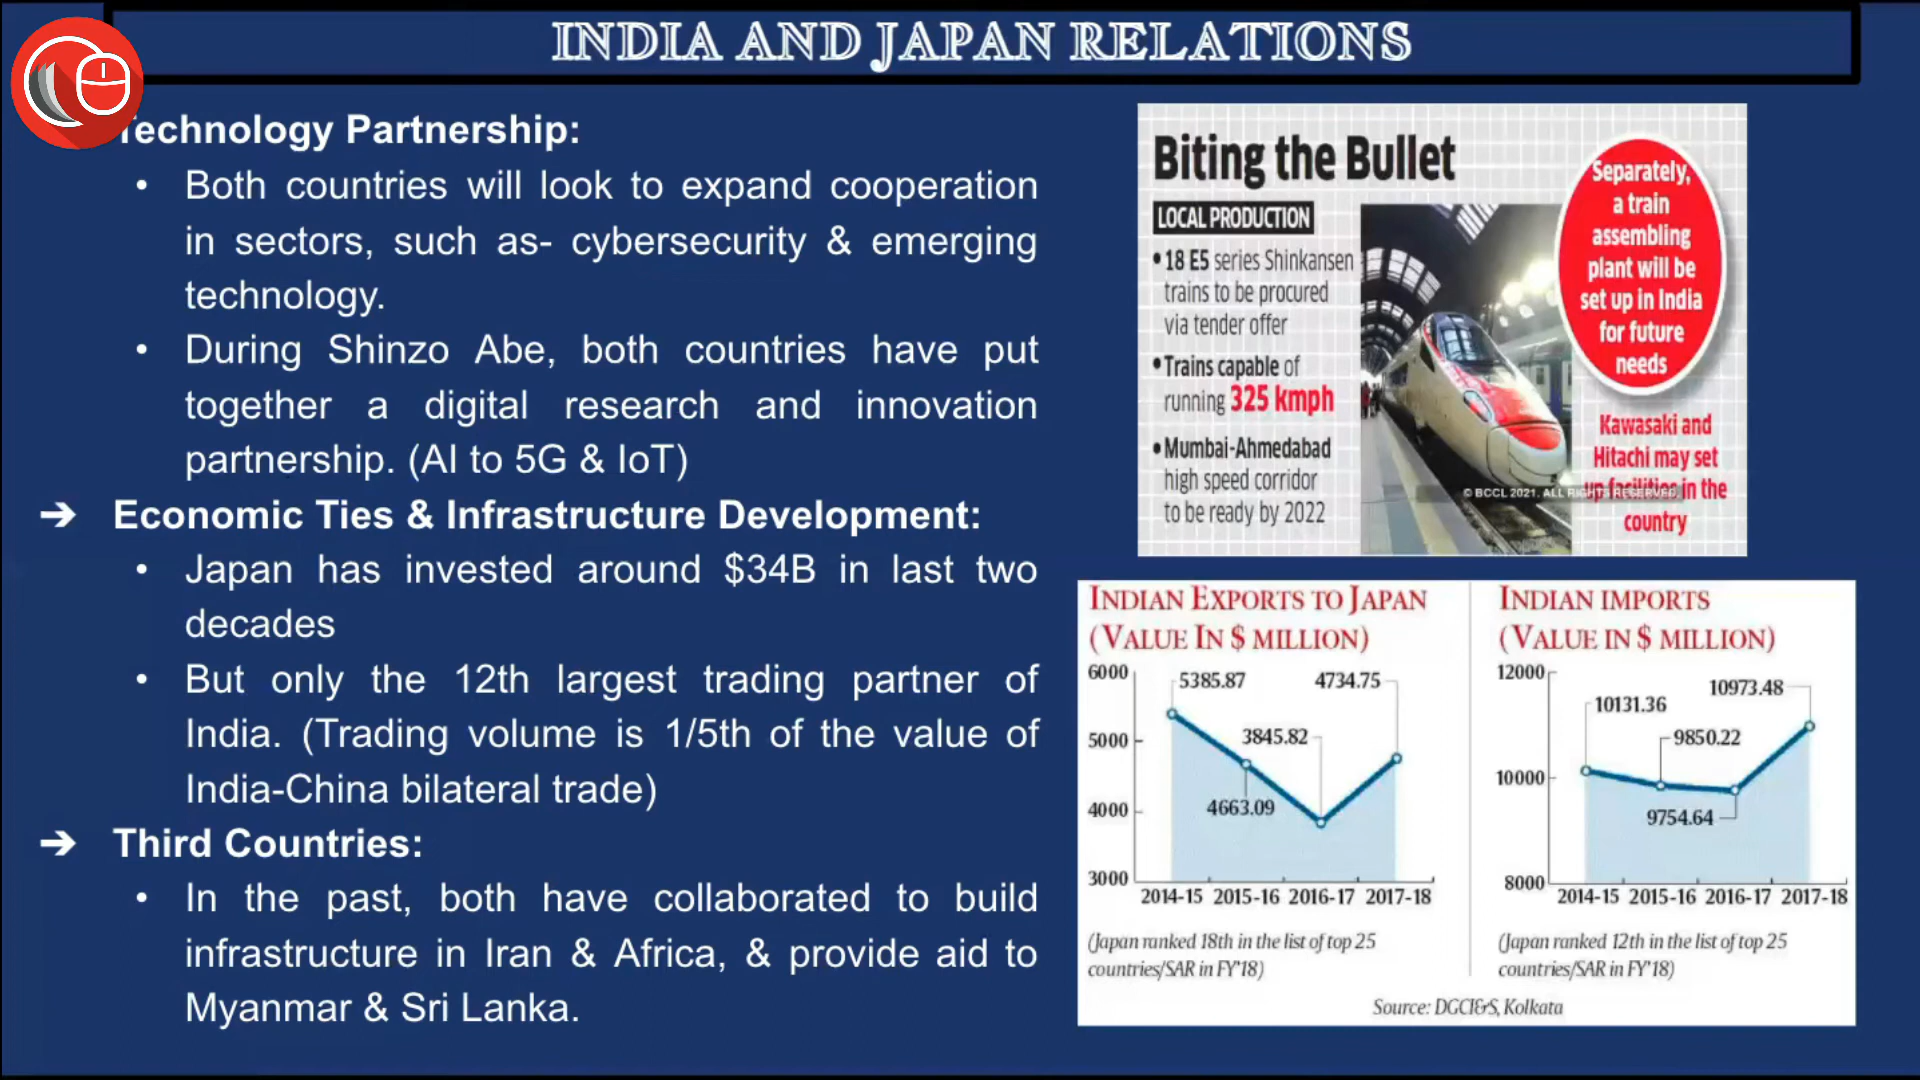 INDIA AND JAPAN RELATIONS
Technology Partnership:
• Both countries will look to expand cooperation
in sectors, such as- cybersecurity & emerging
technology.
• During Shinzo Abe, both countries have put
together a digital research and innovation
partnership. (AI to 5G & IoT)
➔ Economic Ties & Infrastructure Development:
• Japan has invested around $34B in last two
decades
• But only the 12th largest trading partner of
India. (Trading volume is 1/5th of the value of
India-China bilateral trade)
➔ Third Countries:
• In the past, both have collaborated to build
infrastructure in Iran & Africa, & provide aid to
Myanmar & Sri Lanka.
Biting the Bullet
LOCAL PRODUCTION
• 18 E5 series Shinkansen
trains to be procured
via tender offer
• Trains capable of
running 325 kmph
• Mumbai-Ahmedabad
high speed corridor
to be ready by 2022
Separately,
a train
assembling
plant will be
set up in India
for future
needs
Kawasaki and
Hitachi may set
up facilities in the
country
© BCCL 2021. ALL RIGHTS RESERVED.
INDIAN EXPORTS TO JAPAN
(VALUE IN $ MILLION)
6000
5000
4000
3000
5385.87
4663.09
3845.82
4734.75
2014-15 2015-16 2016-17 2017-18
(Japan ranked 18th in the list of top 25
countries/SAR in FY'18)
INDIAN IMPORTS
(VALUE IN $ MILLION)
12000
10000
8000
10131.36
9850.22
9754.64
10973.48
2014-15 2015-16 2016-17 2017-18
(Japan ranked 12th in the list of top 25
countries/SAR in FY'18)
Source: DGCI&S, Kolkata